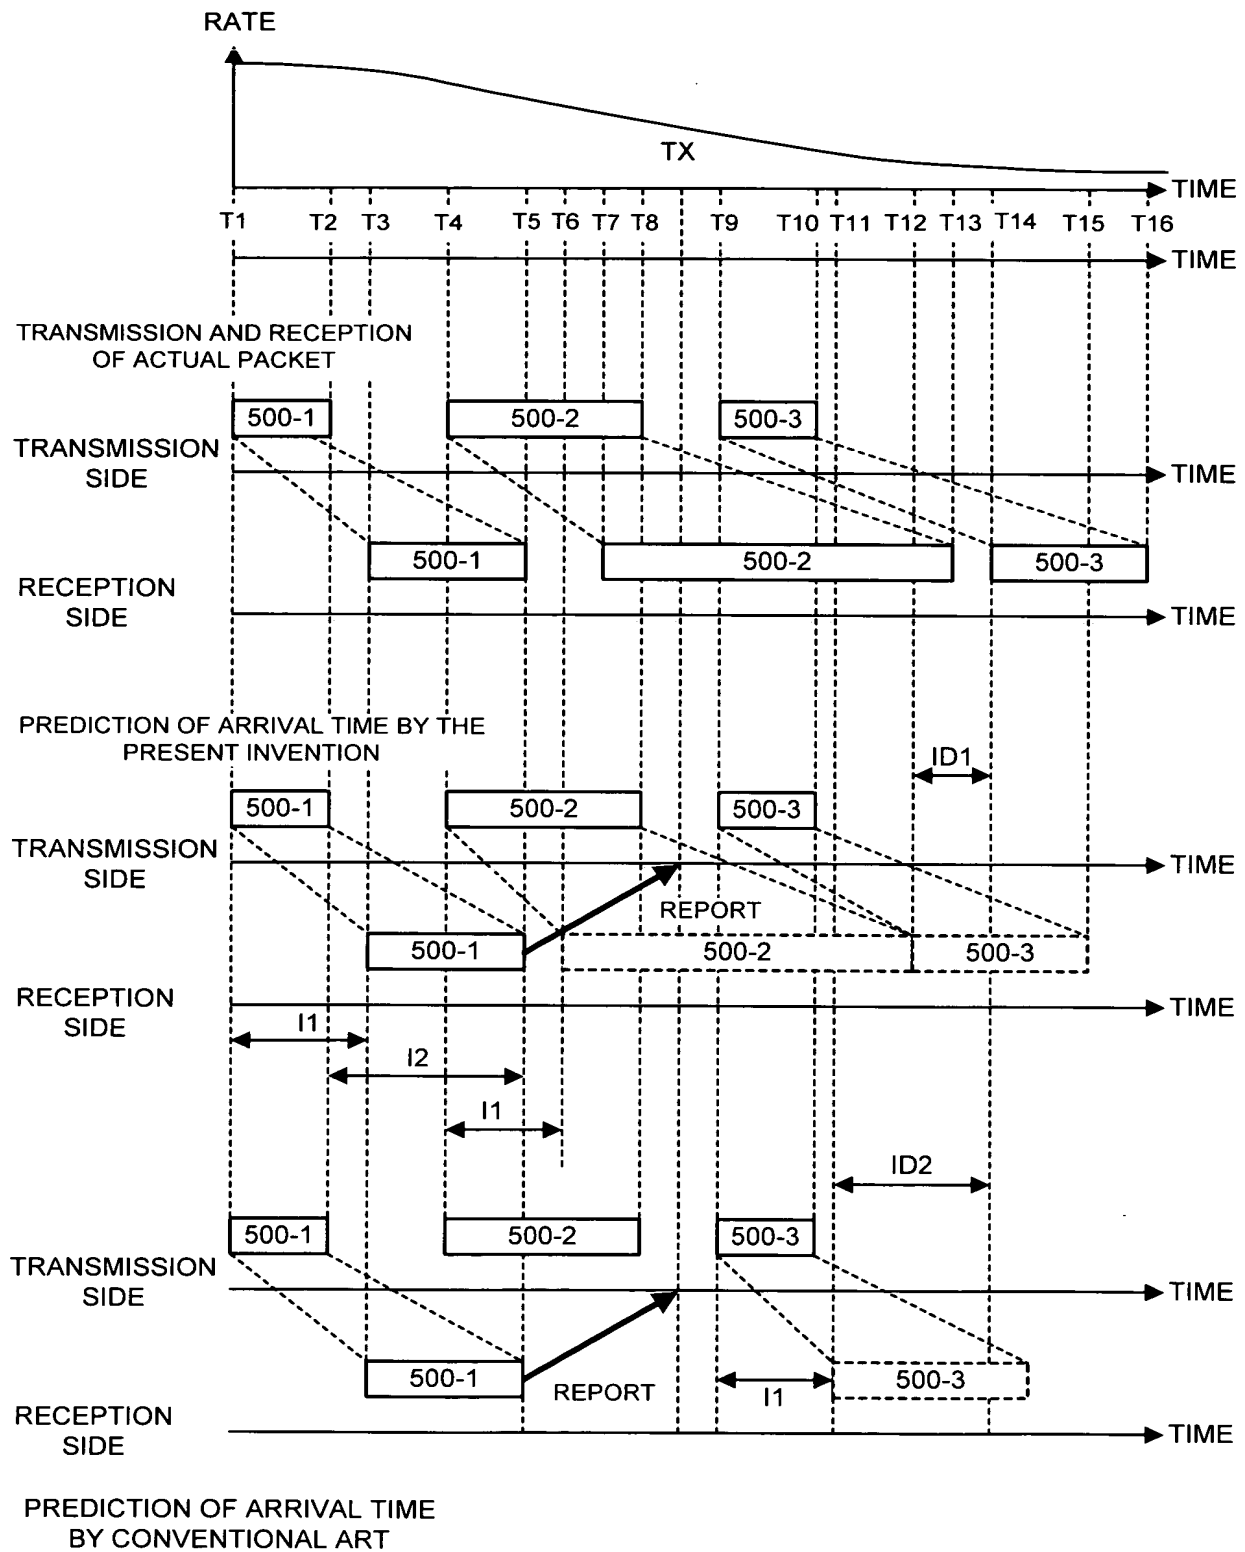 RATE
TX
TIME
T1 T2 T3 T4 T5 T6 T7 T8 T9 T10 T11 T12 T13 T14 T15 T16
TIME
TRANSMISSION AND RECEPTION
OF ACTUAL PACKET
500-1 500-2 500-3
TRANSMISSION
SIDE
TIME
500-1 500-2 500-3
RECEPTION
SIDE
TIME
PREDICTION OF ARRIVAL TIME BY THE
PRESENT INVENTION
ID1
500-1 500-2 500-3
TRANSMISSION
SIDE
TIME
REPORT
500-1 500-2 500-3
RECEPTION
SIDE
TIME
I1
I2
I1
ID2
500-1 500-2 500-3
TRANSMISSION
SIDE
TIME
500-1 REPORT I1 500-3
RECEPTION
SIDE
TIME
PREDICTION OF ARRIVAL TIME
BY CONVENTIONAL ART